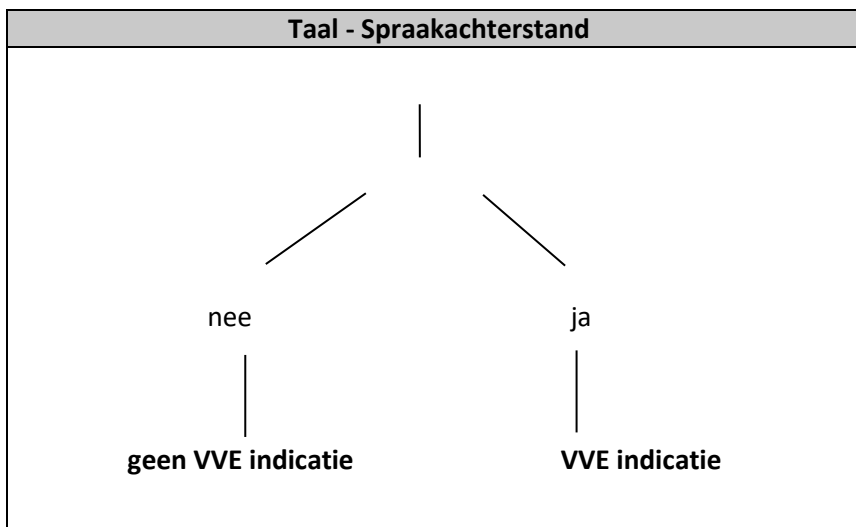 Taal - Spraakachterstand
nee ja
geen VVE indicatie VVE indicatie